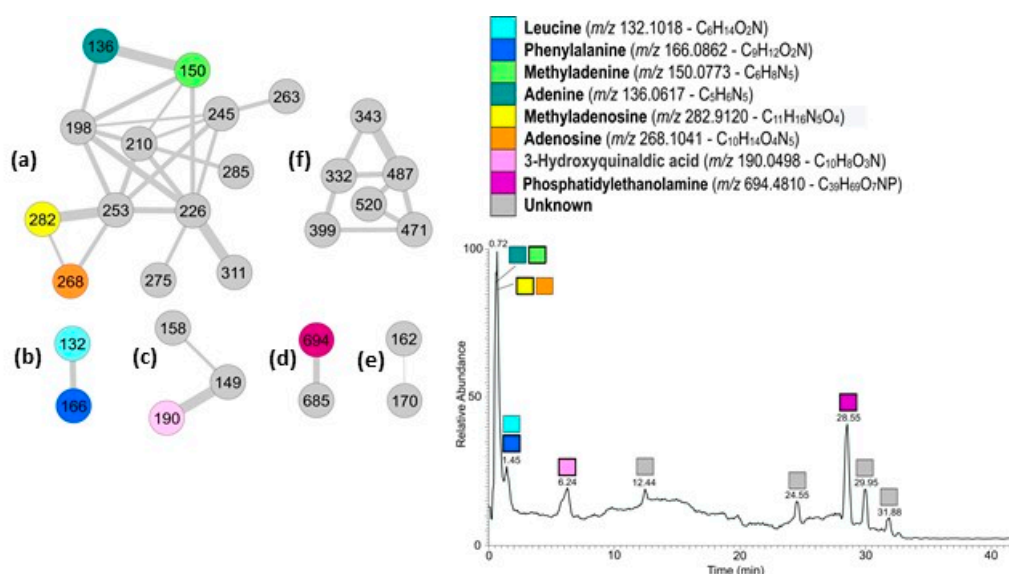 (a)
136
150
198
210
245
263
285
282
253
226
268
275
311
(f)
343
332
487
520
399
471
(b)
132
166
(c)
158
149
190
(d)
694
685
(e)
162
170
Leucine (m/z 132.1018 - C6H14O2N)
Phenylalanine (m/z 166.0862 - C9H12O2N)
Methyladenine (m/z 150.0773 - C6H8N5)
Adenine (m/z 136.0617 - C5H6N5)
Methyladenosine (m/z 282.9120 - C11H16N5O4)
Adenosine (m/z 268.1041 - C10H14O4N5)
3-Hydroxyquinaldic acid (m/z 190.0498 - C10H8O3N)
Phosphatidylethanolamine (m/z 694.4810 - C39H69O7NP)
Unknown
100
50
0
Relative Abundance
0.72
1.45
6.24
12.44
24.55
28.55
29.95
31.88
0 10 20 30 40
Time (min)